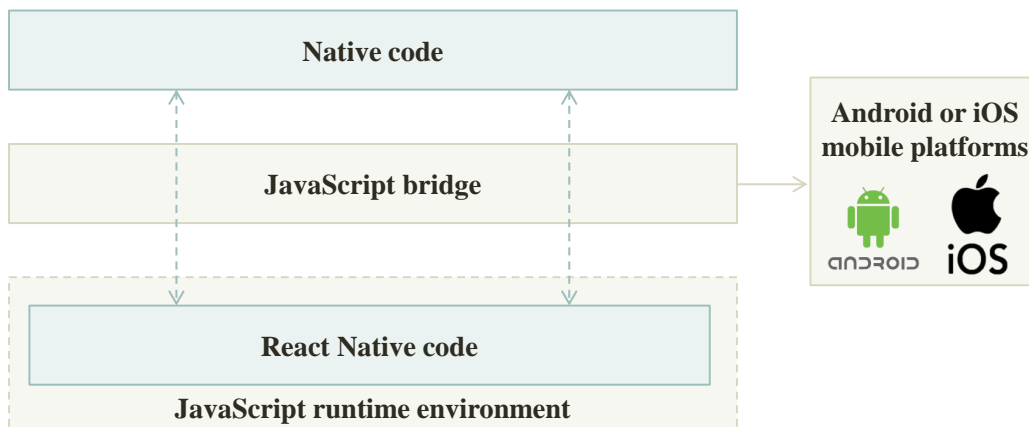 Native code
JavaScript bridge
React Native code
JavaScript runtime environment
Android or iOS
mobile platforms
ANDROID
iOS